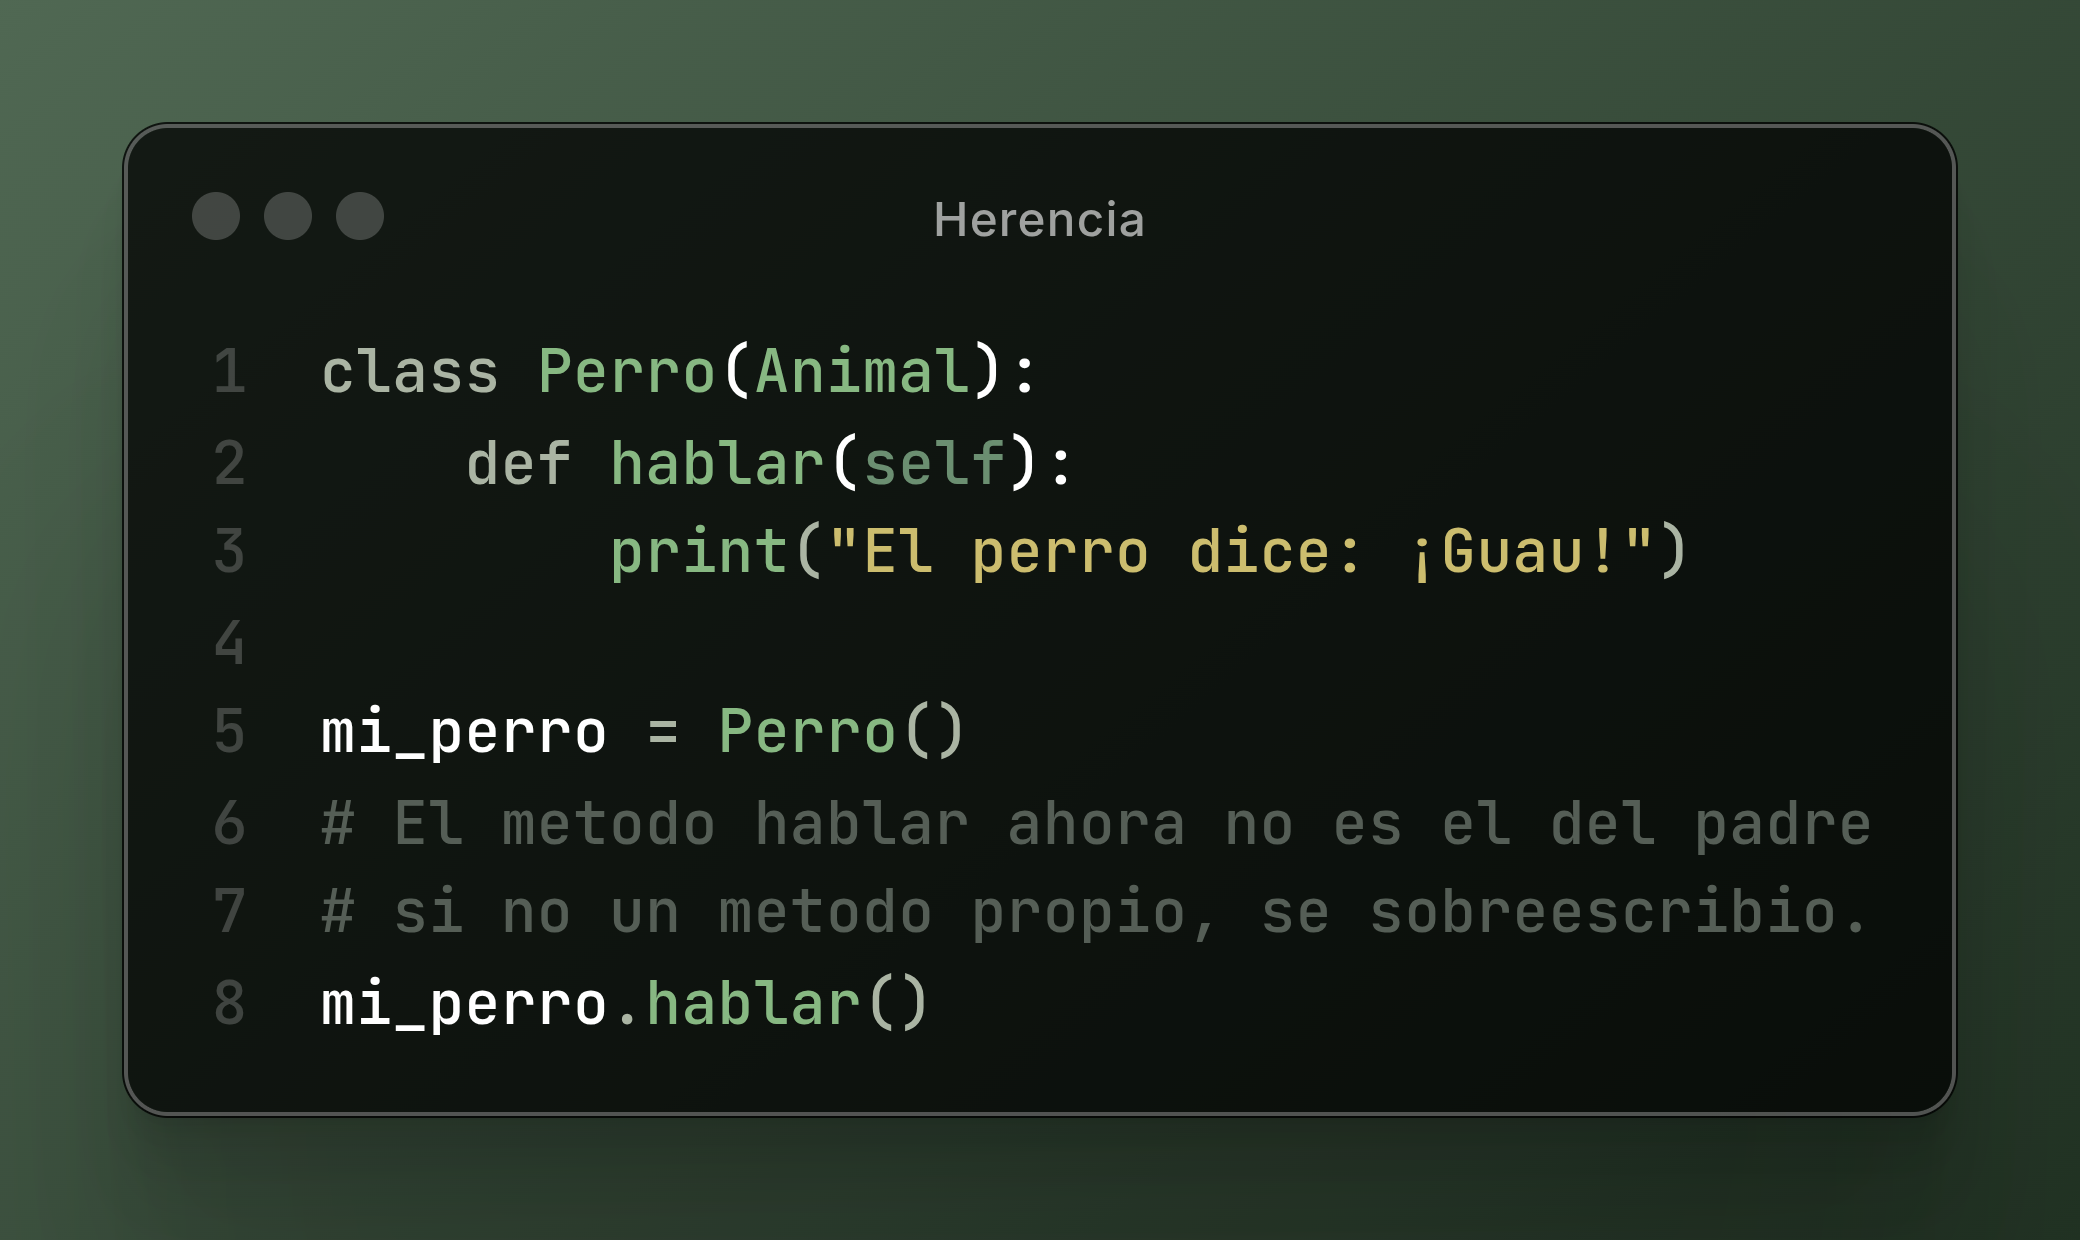 Herencia
1 class Perro(Animal):
2     def hablar(self):
3         print("El perro dice: ¡Guau!")
4
5 mi_perro = Perro()
6 # El metodo hablar ahora no es el del padre
7 # si no un metodo propio, se sobreescribio.
8 mi_perro.hablar()